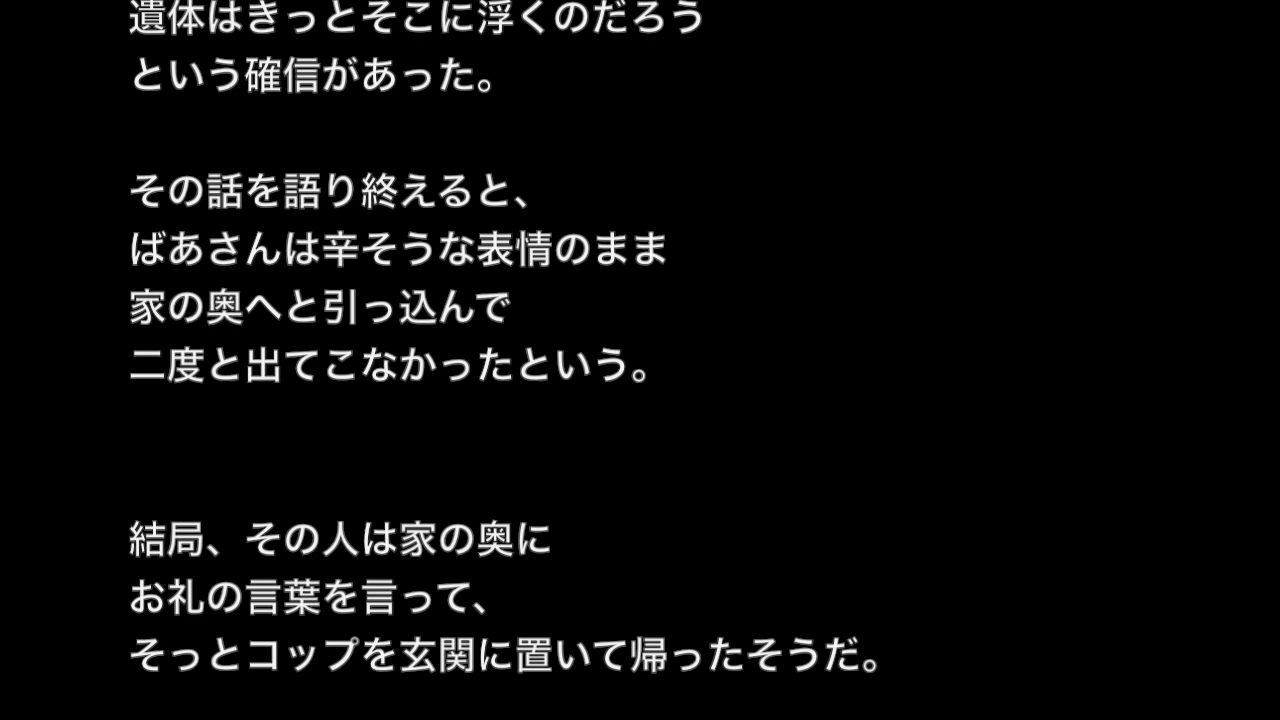 遺体はきっとそこに浮くのだろう
という確信があった。
その話を語り終えると、
ばあさんは辛そうな表情のまま
家の奥へと引っ込んで
二度と出てこなかったという。
結局、その人は家の奥に
お礼の言葉を言って、
そっとコップを玄関に置いて帰ったそうだ。